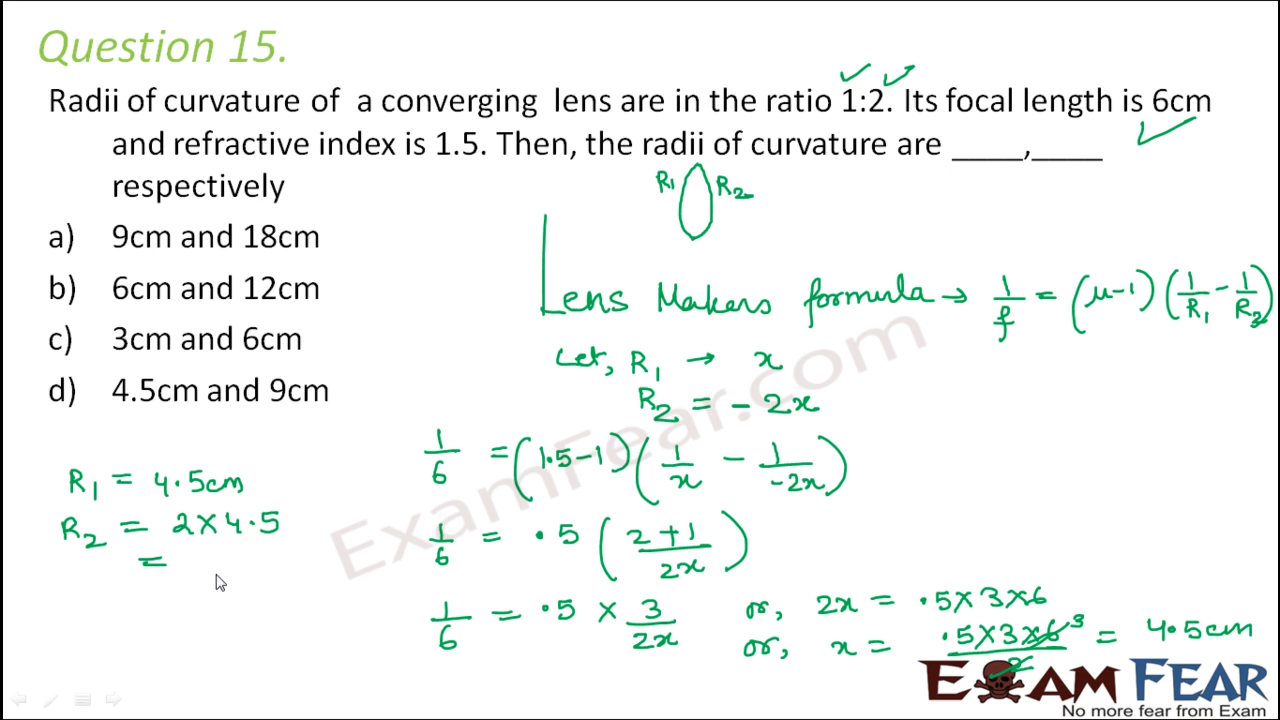 Question 15.
Radii of curvature of a converging lens are in the ratio 1:2. Its focal length is 6cm
and refractive index is 1.5. Then, the radii of curvature are ____,____
respectively
R₁ R₂
a) 9cm and 18cm
b) 6cm and 12cm
c) 3cm and 6cm
d) 4.5cm and 9cm
Lens Makers formula → 1/f = (μ-1)(1/R₁ - 1/R₂)
Let, R₁ → x
R₂ = -2x
1/6 = (1.5-1)(1/x - 1/-2x)
1/6 = .5 (2+1/2x)
1/6 = .5 × 3/2x
or, 2x = .5×3×6
or, x = .5×3×6³/2 = 4.5cm
R₁ = 4.5cm
R₂ = 2×4.5
=
ExamFear.com
EXAM FEAR
No more fear from Exam